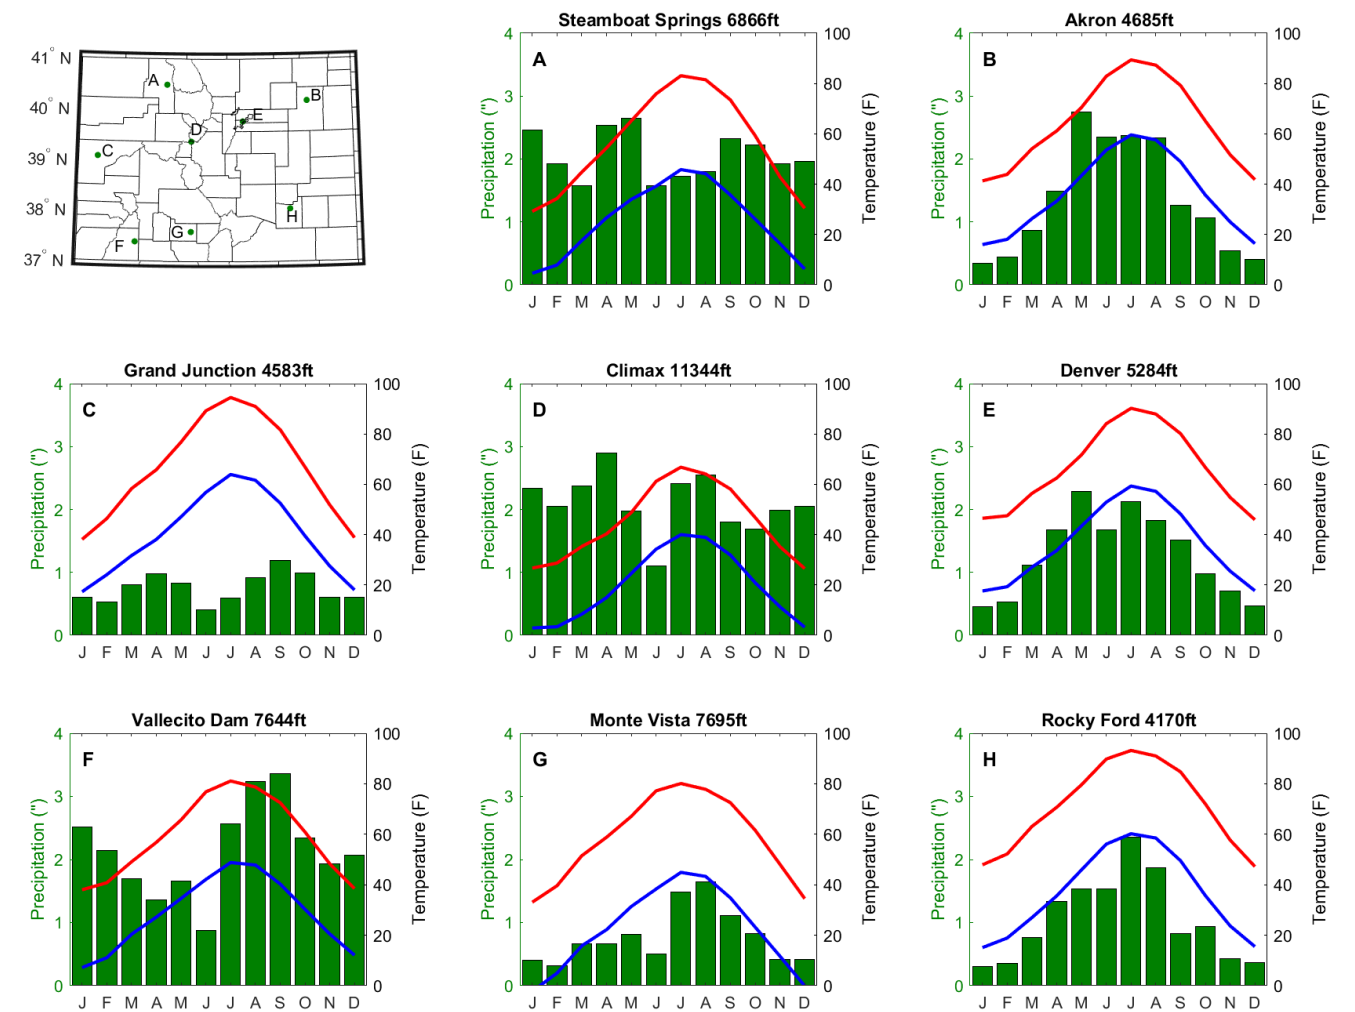 41° N
40° N
39° N
38° N
37° N
A
B
C
D
E
F
G
H
Steamboat Springs 6866ft
A
Precipitation (")
4
3
2
1
0
Temperature (F)
100
80
60
40
20
0
J F M A M J J A S O N D
Akron 4685ft
B
Precipitation (")
4
3
2
1
0
Temperature (F)
100
80
60
40
20
0
J F M A M J J A S O N D
Grand Junction 4583ft
C
Precipitation (")
4
3
2
1
0
Temperature (F)
100
80
60
40
20
0
J F M A M J J A S O N D
Climax 11344ft
D
Precipitation (")
4
3
2
1
0
Temperature (F)
100
80
60
40
20
0
J F M A M J J A S O N D
Denver 5284ft
E
Precipitation (")
4
3
2
1
0
Temperature (F)
100
80
60
40
20
0
J F M A M J J A S O N D
Vallecito Dam 7644ft
F
Precipitation (")
4
3
2
1
0
Temperature (F)
100
80
60
40
20
0
J F M A M J J A S O N D
Monte Vista 7695ft
G
Precipitation (")
4
3
2
1
0
Temperature (F)
100
80
60
40
20
0
J F M A M J J A S O N D
Rocky Ford 4170ft
H
Precipitation (")
4
3
2
1
0
Temperature (F)
100
80
60
40
20
0
J F M A M J J A S O N D